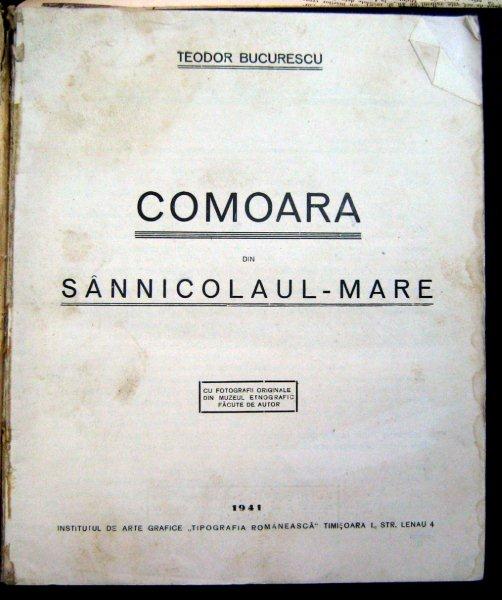 TEODOR BUCURESCU
COMOARA
DIN
SÂNNICOLAUL-MARE
CU FOTOGRAFII ORIGINALE
DIN MUZEUL ETNOGRAFIC
FĂCUTE DE AUTOR
1941
INSTITUTUL DE ARTE GRAFICE „TIPOGRAFIA ROMÂNEASCĂ" TIMIȘOARA I., STR. LENAU 4